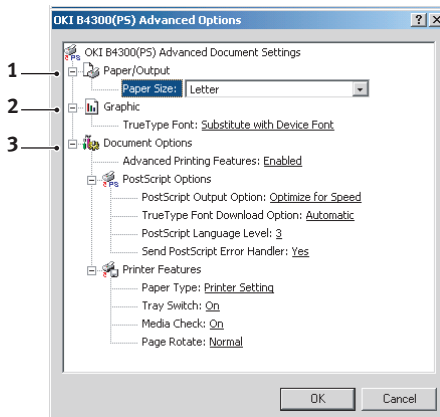 OKI B4300(PS) Advanced Options
OKI B4300(PS) Advanced Document Settings
1 Paper/Output
Paper Size: Letter
2 Graphic
TrueType Font: Substitute with Device Font
3 Document Options
Advanced Printing Features: Enabled
PostScript Options
PostScript Output Option: Optimize for Speed
TrueType Font Download Option: Automatic
PostScript Language Level: 3
Send PostScript Error Handler: Yes
Printer Features
Paper Type: Printer Setting
Tray Switch: On
Media Check: On
Page Rotate: Normal
OK Cancel